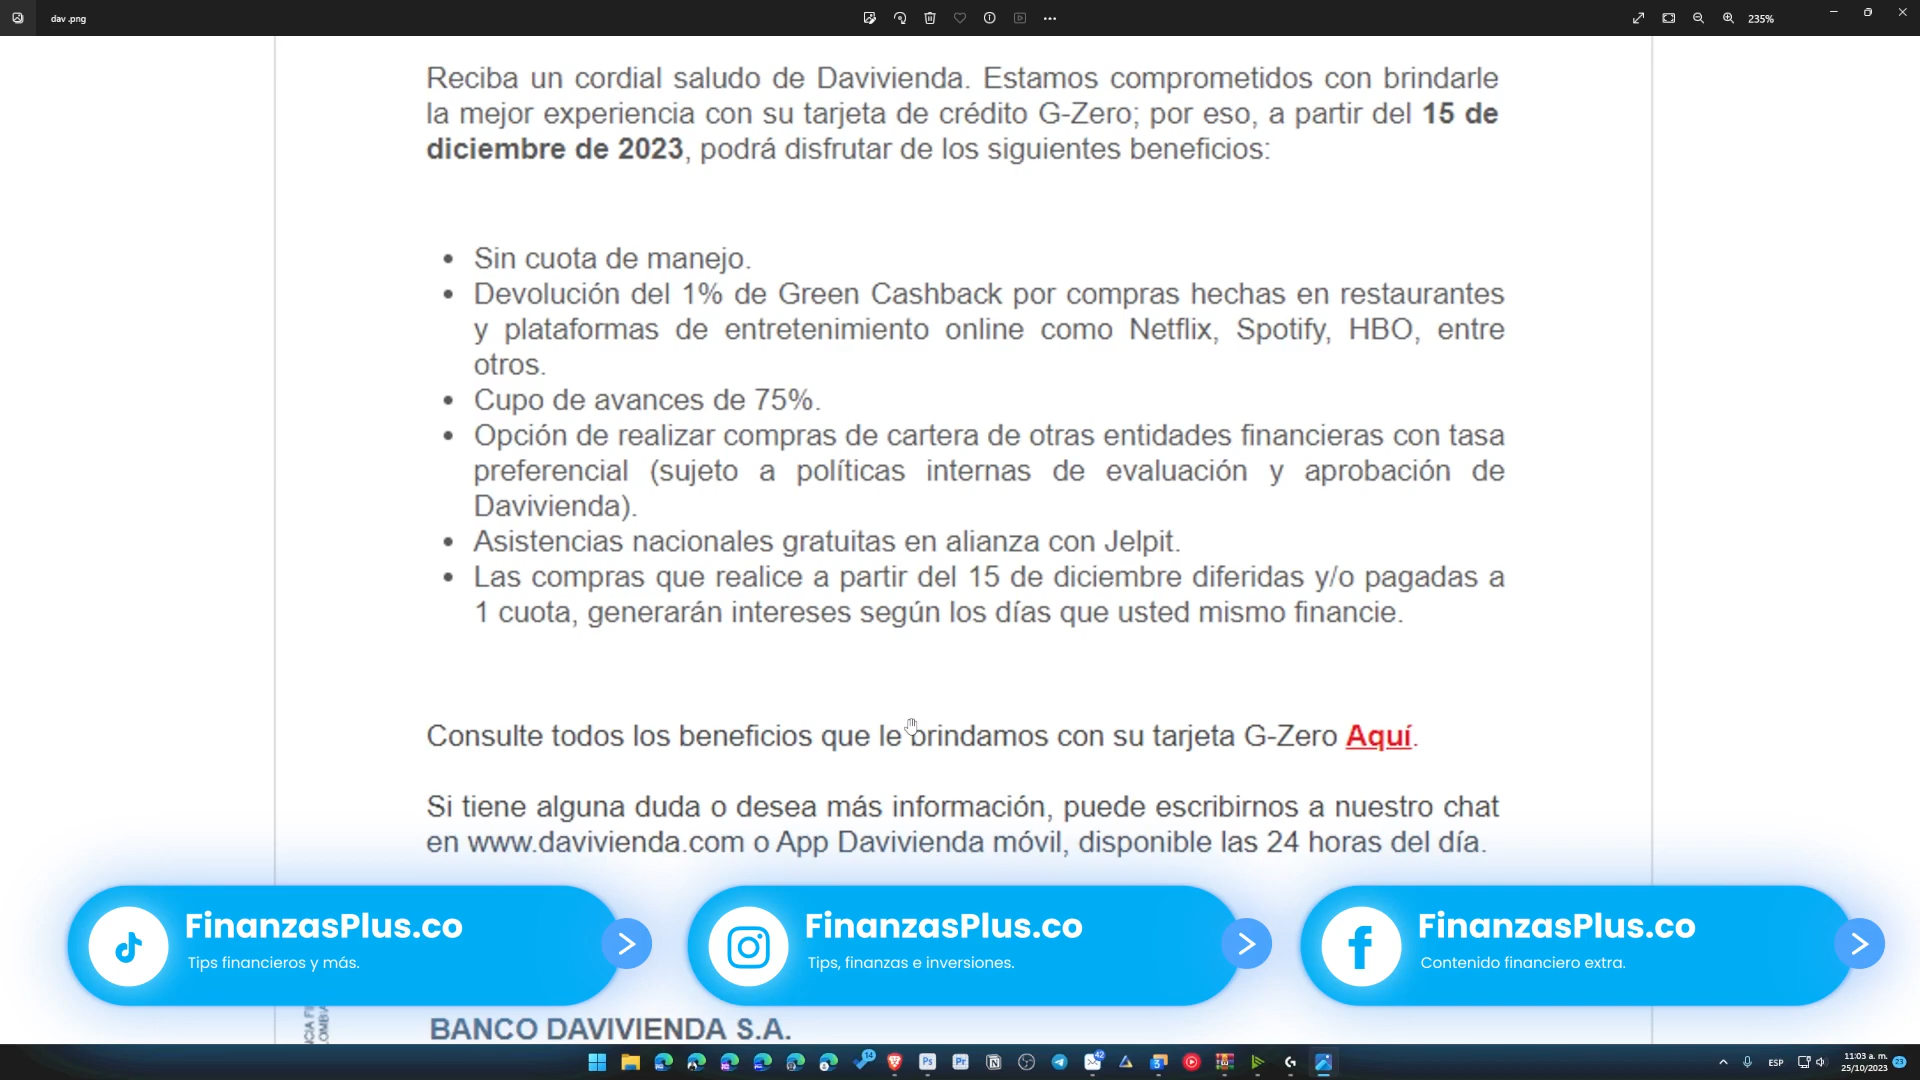 dav .png
235%
Reciba un cordial saludo de Davivienda. Estamos comprometidos con brindarle
la mejor experiencia con su tarjeta de crédito G-Zero; por eso, a partir del 15 de
diciembre de 2023, podrá disfrutar de los siguientes beneficios:
• Sin cuota de manejo.
• Devolución del 1% de Green Cashback por compras hechas en restaurantes
y plataformas de entretenimiento online como Netflix, Spotify, HBO, entre
otros.
• Cupo de avances de 75%.
• Opción de realizar compras de cartera de otras entidades financieras con tasa
preferencial (sujeto a políticas internas de evaluación y aprobación de
Davivienda).
• Asistencias nacionales gratuitas en alianza con Jelpit.
• Las compras que realice a partir del 15 de diciembre diferidas y/o pagadas a
1 cuota, generarán intereses según los días que usted mismo financie.
Consulte todos los beneficios que le brindamos con su tarjeta G-Zero Aquí.
Si tiene alguna duda o desea más información, puede escribirnos a nuestro chat
en www.davivienda.com o App Davivienda móvil, disponible las 24 horas del día.
FinanzasPlus.co
Tips financieros y más.
FinanzasPlus.co
Tips, finanzas e inversiones.
FinanzasPlus.co
Contenido financiero extra.
BANCO DAVIVIENDA S.A.
14
Ps
Pr
42
3
ESP
11:03 a. m.
25/10/2023
23